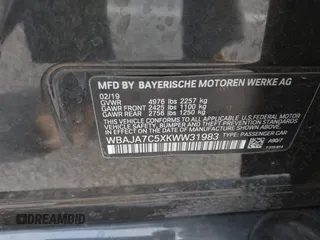 MFD BY BAYERISCHE MOTOREN WERKE AG
02/19
GVWR 4976 lbs 2257 kg
GAWR FRONT 2425 lbs 1100 kg
GAWR REAR 2756 lbs 1250 kg
THIS VEHICLE CONFORMS TO ALL APPLICABLE
FEDERAL MOTOR VEHICLE SAFETY, BUMPER,
AND THEFT PREVENTION STANDARDS IN
EFFECT ON THE DATE OF MANUFACTURE
SHOWN ABOVE.
WBAJA7C5XKWW31983
TYPE: PASSENGER CAR
DREAMBID